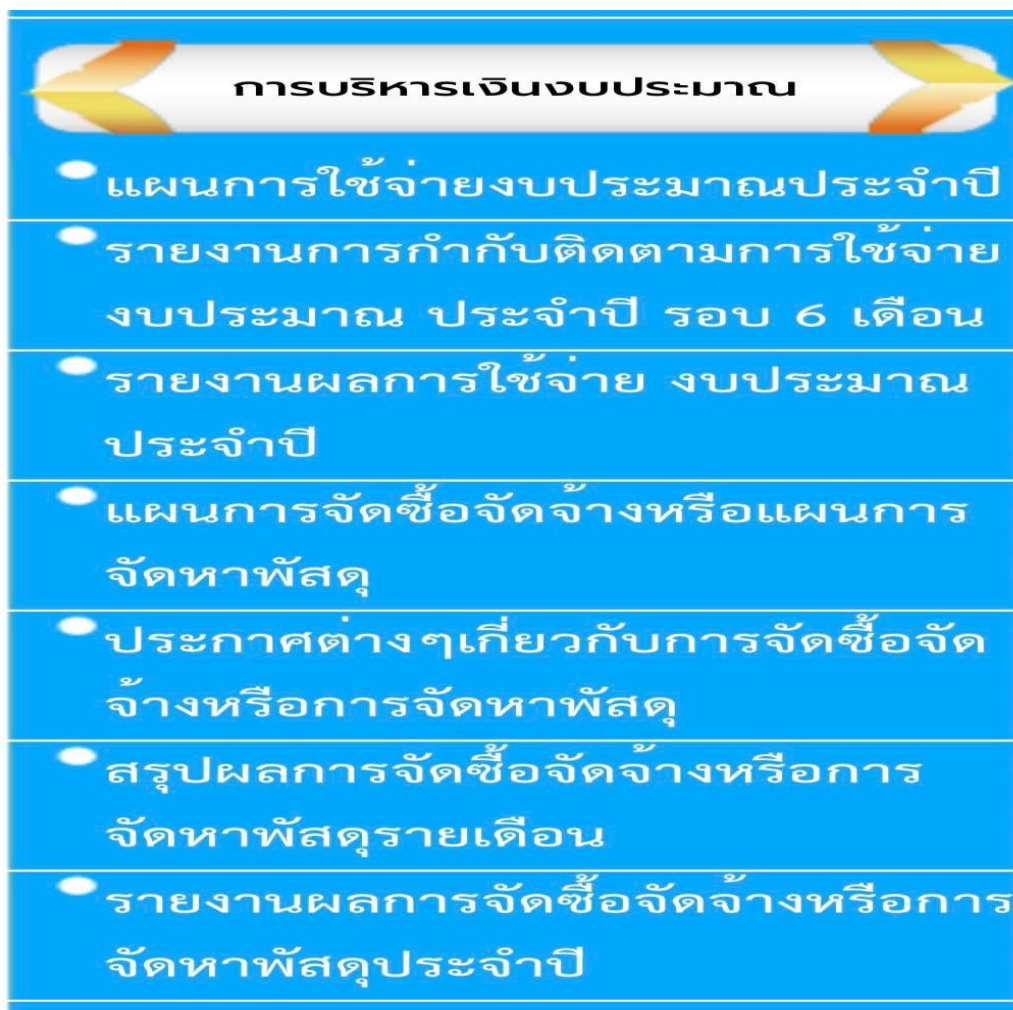 การบริหารเงินงบประมาณ
แผนการใช้จ่ายงบประมาณประจำปี
รายงานการกำกับติดตามการใช้จ่าย
งบประมาณ ประจำปี รอบ 6 เดือน
รายงานผลการใช้จ่าย งบประมาณ
ประจำปี
แผนการจัดซื้อจัดจ้างหรือแผนการ
จัดหาพัสดุ
ประกาศต่างๆเกี่ยวกับการจัดซื้อจัด
จ้างหรือการจัดหาพัสดุ
สรุปผลการจัดซื้อจัดจ้างหรือการ
จัดหาพัสดุรายเดือน
รายงานผลการจัดซื้อจัดจ้างหรือการ
จัดหาพัสดุประจำปี